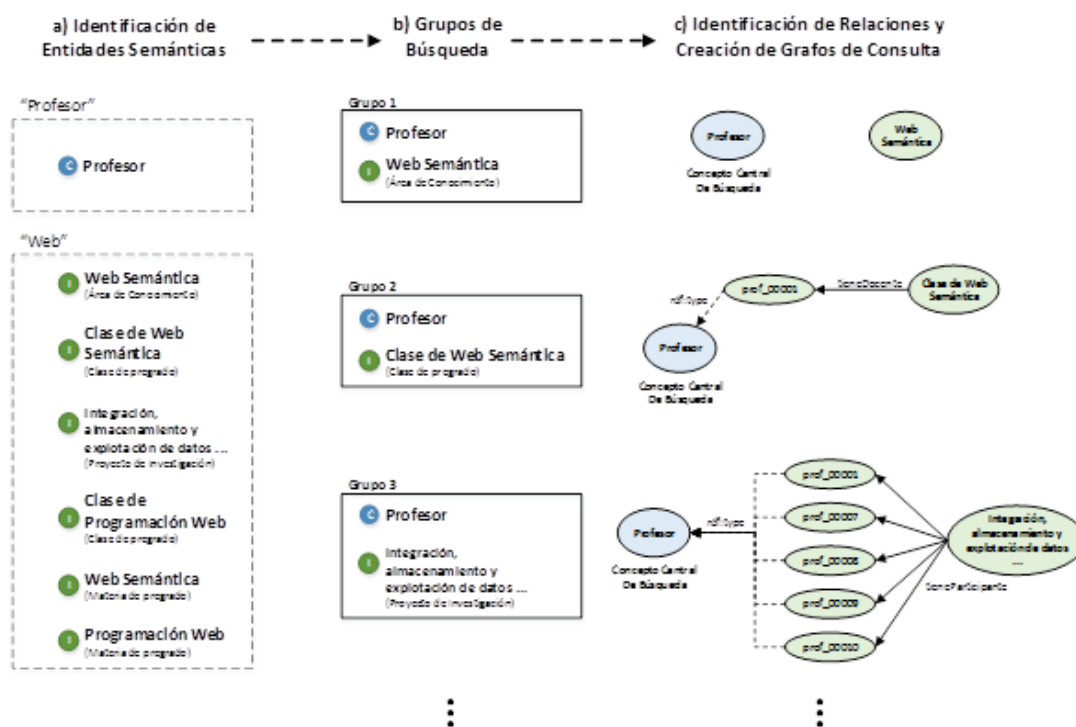 a) Identificación de
Entidades Semánticas
b) Grupos de
Búsqueda
c) Identificación de Relaciones y
Creación de Grafos de Consulta
"Profesor"
C Profesor
"Web"
I Web Semántica
(Área de Conocimiento)
I Clase de Web
Semántica
(Clase de pregrado)
I Integración,
almacenamiento y
explotación de datos ....
(Proyecto de Investigación)
I Clase de
Programación Web
(Clase de pregrado)
I Web Semántica
(Materia de pregrado)
I Programación Web
(Materia de pregrado)
Grupo 1
C Profesor
I Web Semántica
(Área de Conocimiento)
Grupo 2
C Profesor
I Clase de Web Semántica
(Clase de pregrado)
Grupo 3
C Profesor
I Integración,
almacenamiento y
explotación de datos ...
(Proyecto de Investigación)
Profesor
Concepto Central
De Búsqueda
Web
Semántica
prof_00001
tieneDocente
Clase de Web
Semántica
rdf:type
Profesor
Concepto Central
De Búsqueda
Profesor
Concepto Central
De Búsqueda
rdf:type
prof_00001
prof_00007
prof_00008
prof_00009
prof_00010
Integración,
almacenamiento y
explotación de datos
....
tieneParticipante